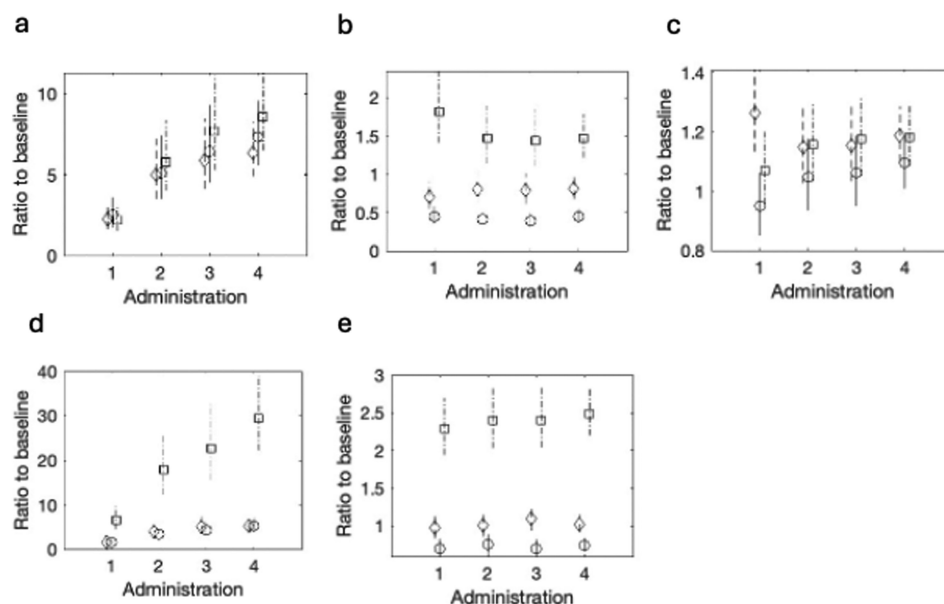 a
Ratio to baseline
10
5
0
1 2 3 4
Administration
b
Ratio to baseline
2
1.5
1
0.5
0
1 2 3 4
Administration
c
Ratio to baseline
1.4
1.2
1
0.8
1 2 3 4
Administration
d
Ratio to baseline
40
30
20
10
0
1 2 3 4
Administration
e
Ratio to baseline
3
2.5
2
1.5
1
1 2 3 4
Administration